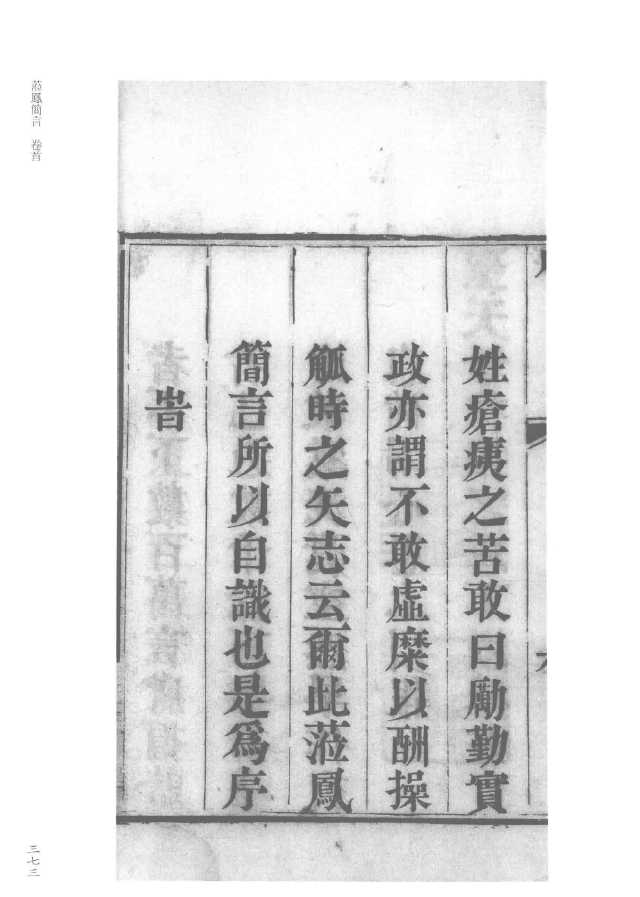 姓瘡痍之苦敢曰勵勤實
政亦謂不敢虛糜以酬操
觚時之矢志云爾此蒞鳳
簡言所以自識也是爲序
旹
蒞鳳簡言 卷首
三七三